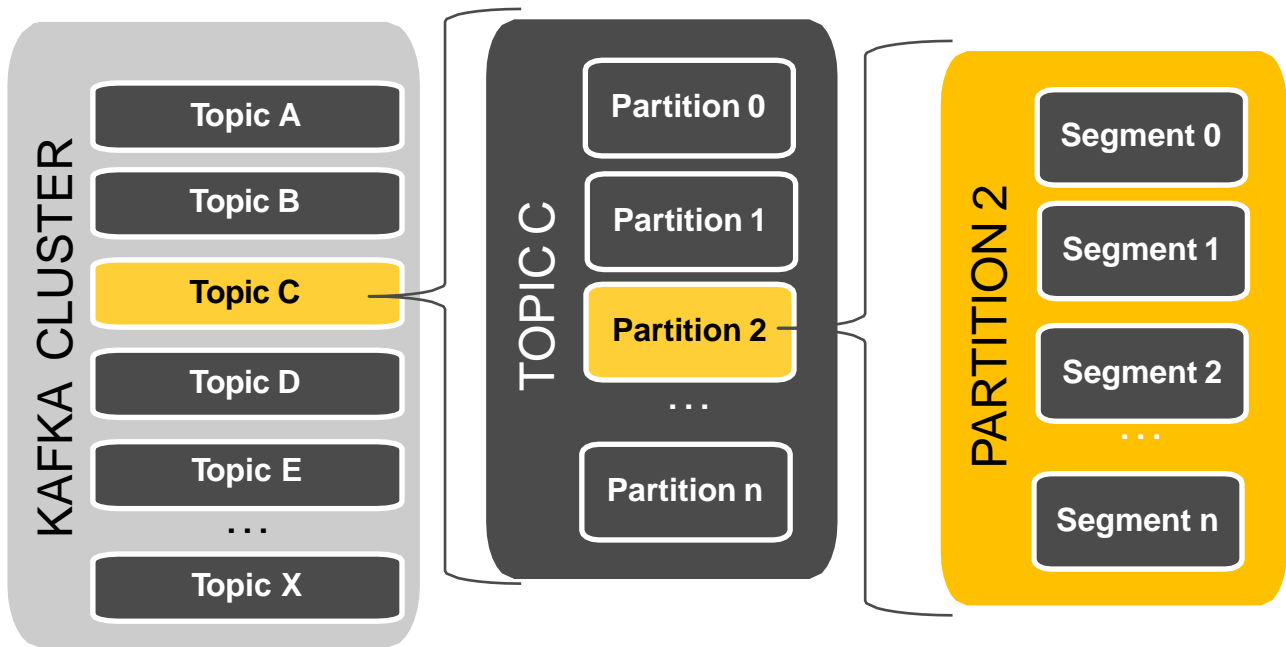 KAFKA CLUSTER
Topic A
Topic B
Topic C
Topic D
Topic E
...
Topic X
TOPIC C
Partition 0
Partition 1
Partition 2
...
Partition n
PARTITION 2
Segment 0
Segment 1
Segment 2
...
Segment n